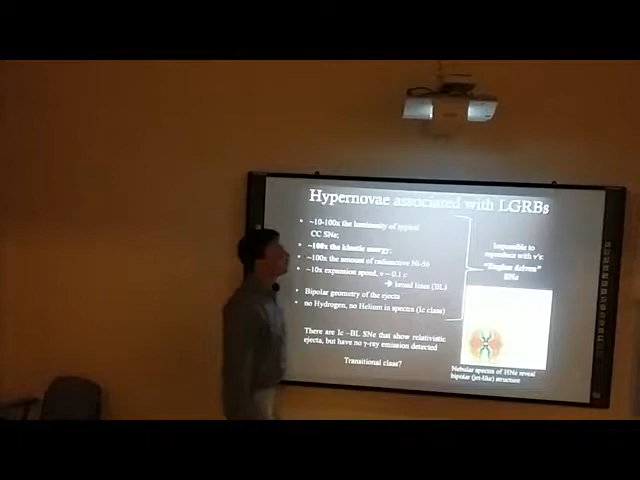 Hypernovae associated with LGRBs
• ~10-100x the luminosity of typical
CC SNe;
• ~100x the kinetic energy;
• ~100x the amount of radioactive Ni-56
• ~10x expansion speed, v ~ 0.1 c
→ broad lines (BL)
• Bipolar geometry of the ejecta
• no Hydrogen, no Helium in spectra (Ic class)
There are Ic –BL SNe that show relativistic
ejecta, but have no γ-ray emission detected
Transitional class?
Impossible to
reproduce with ν's:
"Engine driven"
SNe
Nebular spectra of HNe reveal
bipolar (jet-like) structure